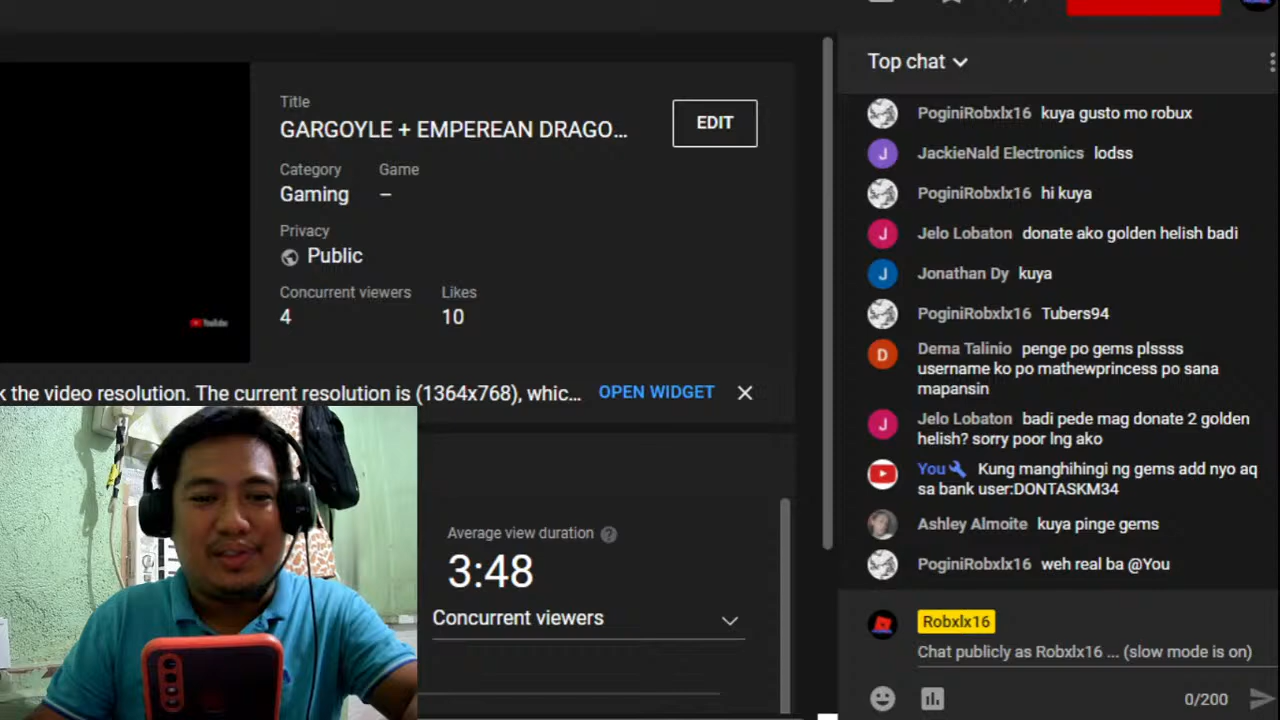 Title
GARGOYLE + EMPEREAN DRAGO...
EDIT
Category
Game
Gaming
–
Privacy
Public
Concurrent viewers
Likes
4
10
YouTube
k the video resolution. The current resolution is (1364x768), whic...
OPEN WIDGET
Average view duration
3:48
Concurrent viewers
Top chat
PoginiRobxlx16 kuya gusto mo robux
J
JackieNald Electronics lodss
PoginiRobxlx16 hi kuya
J
Jelo Lobaton donate ako golden helish badi
J
Jonathan Dy kuya
PoginiRobxlx16 Tubers94
D
Dema Talinio penge po gems plssss
username ko po mathewprincess po sana
mapansin
J
Jelo Lobaton badi pede mag donate 2 golden
helish? sorry poor lng ako
You Kung manghihingi ng gems add nyo aq
sa bank user:DONTASKM34
Ashley Almoite kuya pinge gems
PoginiRobxlx16 weh real ba @You
Robxlx16
Chat publicly as Robxlx16 ... (slow mode is on)
0/200